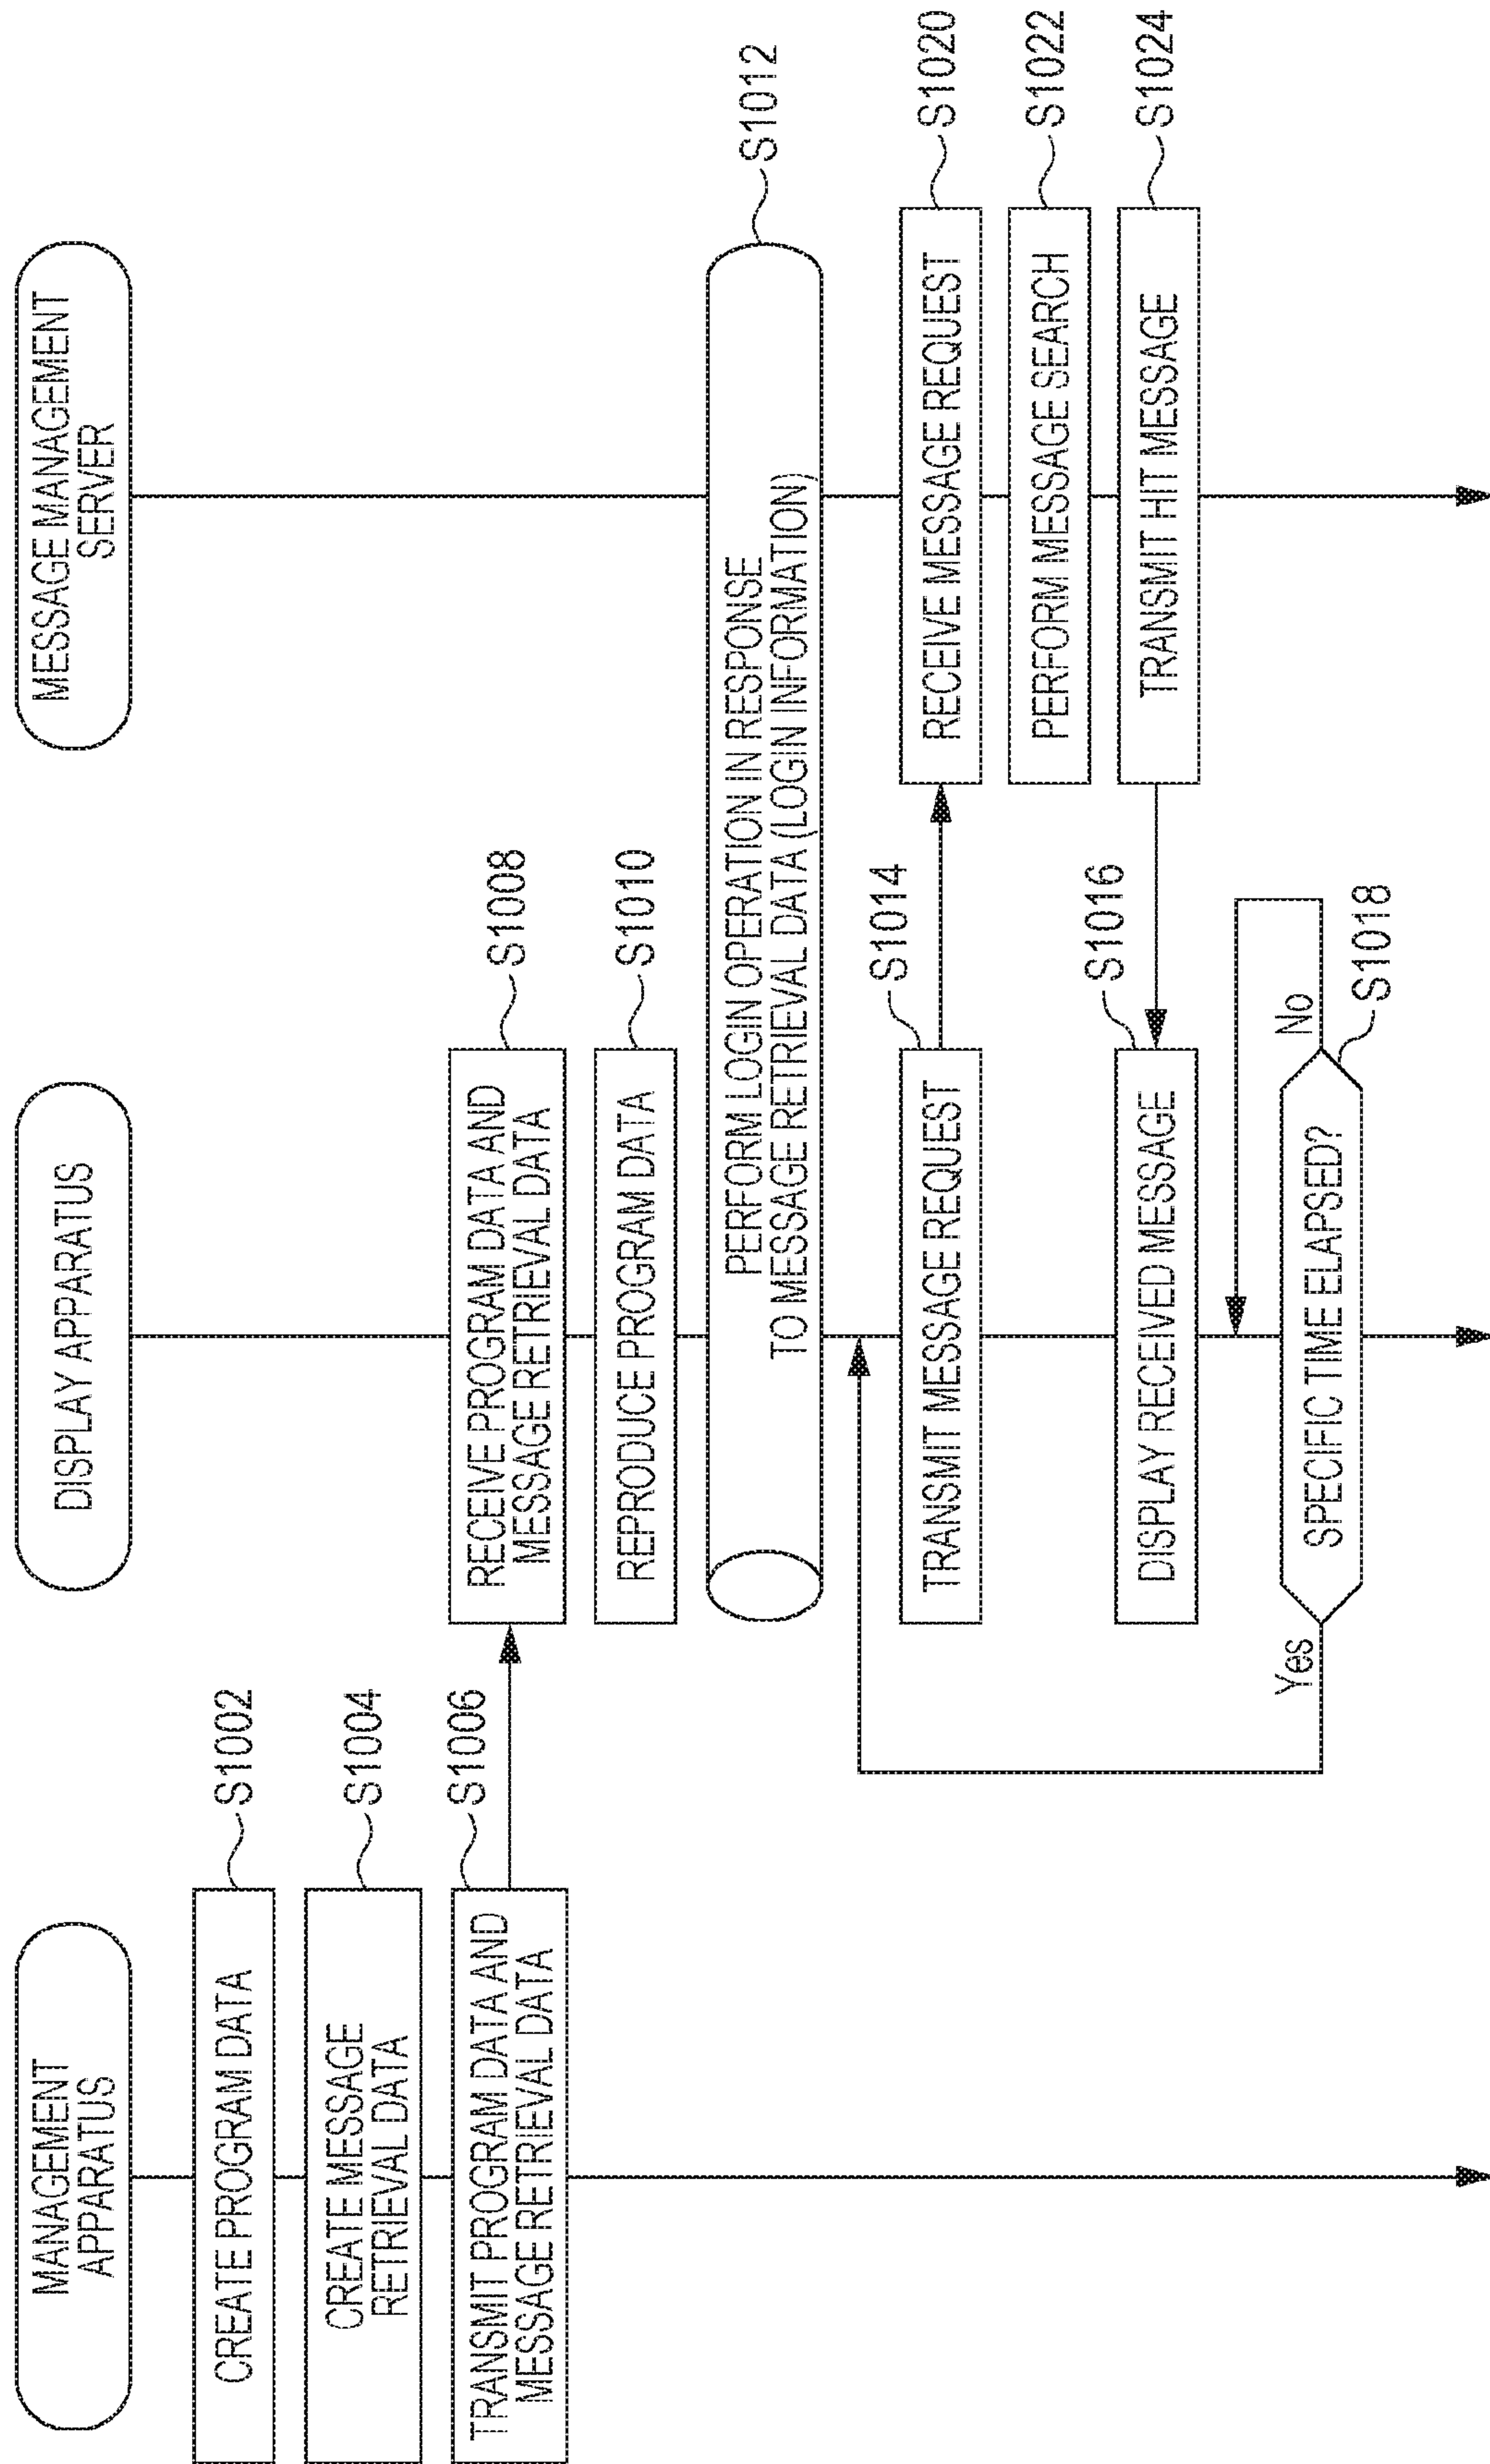 MANAGEMENT
APPARATUS
CREATE PROGRAM DATA
S1002
CREATE MESSAGE
RETRIEVAL DATA
S1004
TRANSMIT PROGRAM DATA AND
MESSAGE RETRIEVAL DATA
S1006
DISPLAY APPARATUS
RECEIVE PROGRAM DATA AND
MESSAGE RETRIEVAL DATA
S1008
REPRODUCE PROGRAM DATA
S1010
PERFORM LOGIN OPERATION IN RESPONSE
TO MESSAGE RETRIEVAL DATA (LOGIN INFORMATION)
S1012
TRANSMIT MESSAGE REQUEST
S1014
DISPLAY RECEIVED MESSAGE
S1016
Yes
SPECIFIC TIME ELAPSED?
No
S1018
MESSAGE MANAGEMENT
SERVER
RECEIVE MESSAGE REQUEST
S1020
PERFORM MESSAGE SEARCH
S1022
TRANSMIT HIT MESSAGE
S1024